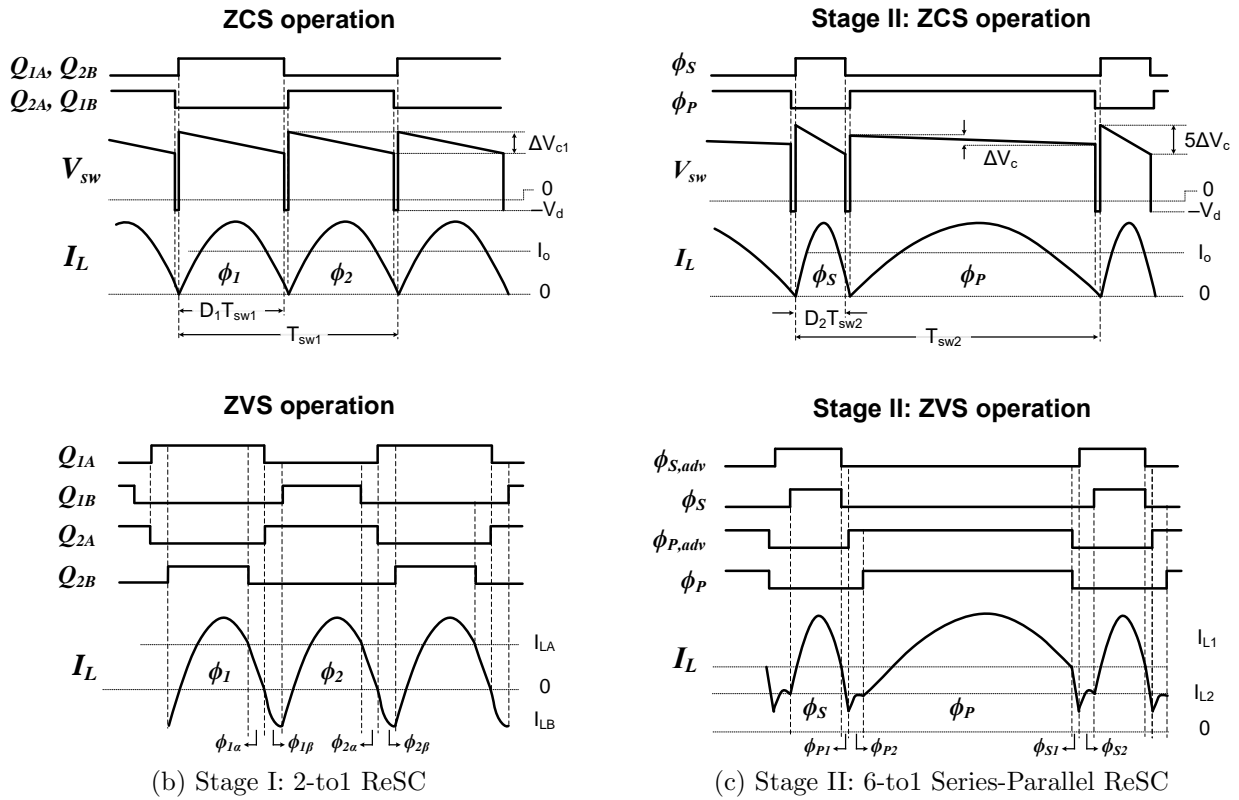 ZCS operation
Q1A, Q2B
Q2A, Q1B
Vsw
IL
ΔVc1
0
−Vd
Io
0
ϕ1
ϕ2
D1Tsw1
Tsw1
Stage II: ZCS operation
ϕS
ϕP
Vsw
IL
ΔVc
5ΔVc
0
−Vd
Io
0
ϕS
ϕP
D2Tsw2
Tsw2
ZVS operation
Q1A
Q1B
Q2A
Q2B
IL
ILA
0
ILB
ϕ1
ϕ2
ϕ1α
ϕ1β
ϕ2α
ϕ2β
(b) Stage I: 2-to1 ReSC
Stage II: ZVS operation
ϕS,adv
ϕS
ϕP,adv
ϕP
IL
IL1
IL2
0
ϕS
ϕP
ϕP1
ϕP2
ϕS1
ϕS2
(c) Stage II: 6-to1 Series-Parallel ReSC